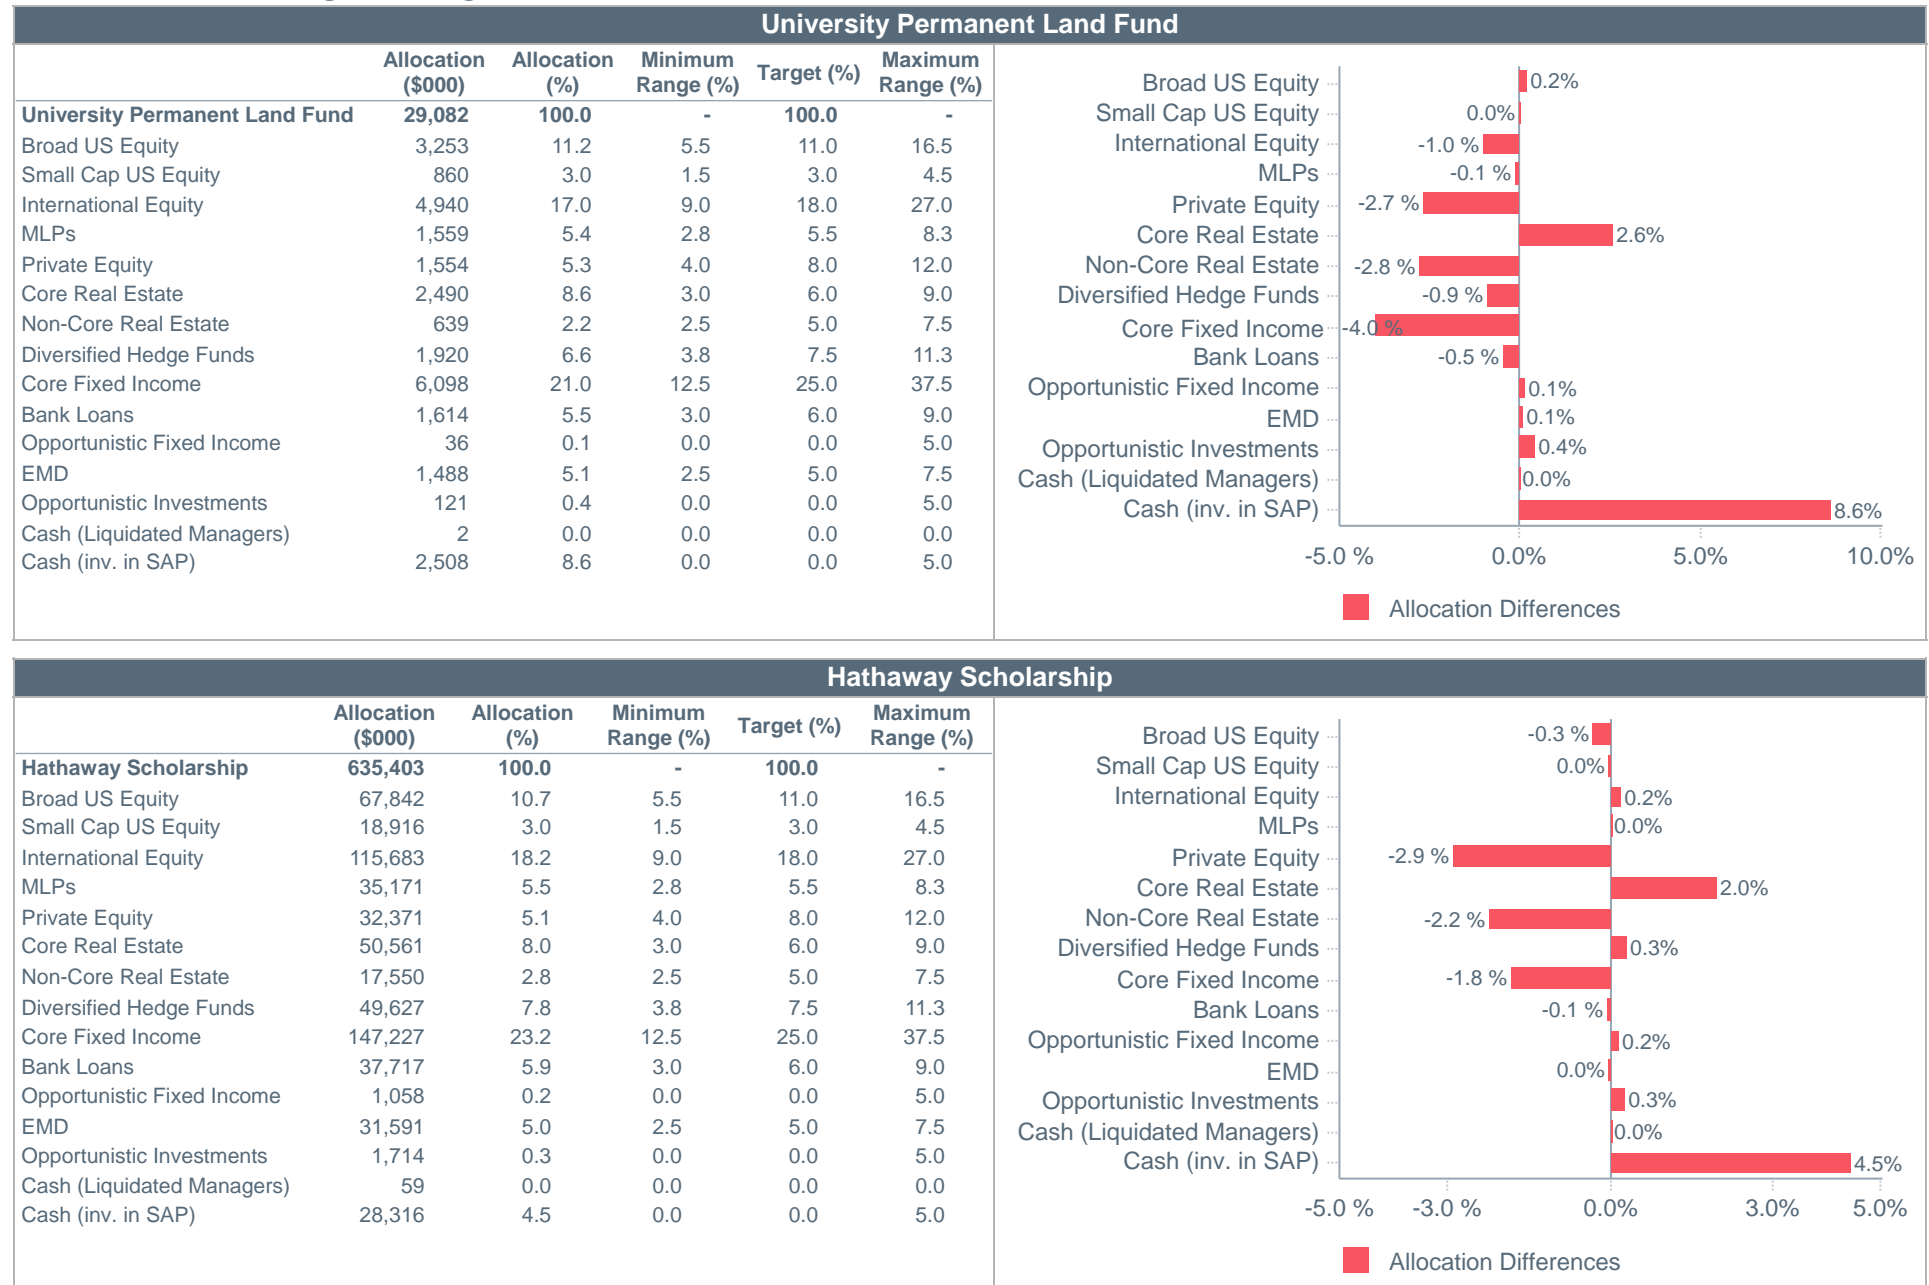 University Permanent Land Fund
Allocation ($000) Allocation (%) Minimum Range (%) Target (%) Maximum Range (%)
University Permanent Land Fund 29,082 100.0 - 100.0 -
Broad US Equity 3,253 11.2 5.5 11.0 16.5
Small Cap US Equity 860 3.0 1.5 3.0 4.5
International Equity 4,940 17.0 9.0 18.0 27.0
MLPs 1,559 5.4 2.8 5.5 8.3
Private Equity 1,554 5.3 4.0 8.0 12.0
Core Real Estate 2,490 8.6 3.0 6.0 9.0
Non-Core Real Estate 639 2.2 2.5 5.0 7.5
Diversified Hedge Funds 1,920 6.6 3.8 7.5 11.3
Core Fixed Income 6,098 21.0 12.5 25.0 37.5
Bank Loans 1,614 5.5 3.0 6.0 9.0
Opportunistic Fixed Income 36 0.1 0.0 0.0 5.0
EMD 1,488 5.1 2.5 5.0 7.5
Opportunistic Investments 121 0.4 0.0 0.0 5.0
Cash (Liquidated Managers) 2 0.0 0.0 0.0 0.0
Cash (inv. in SAP) 2,508 8.6 0.0 0.0 5.0
Broad US Equity 0.2%
Small Cap US Equity 0.0%
International Equity -1.0 %
MLPs -0.1 %
Private Equity -2.7 %
Core Real Estate 2.6%
Non-Core Real Estate -2.8 %
Diversified Hedge Funds -0.9 %
Core Fixed Income -4.0 %
Bank Loans -0.5 %
Opportunistic Fixed Income 0.1%
EMD 0.1%
Opportunistic Investments 0.4%
Cash (Liquidated Managers) 0.0%
Cash (inv. in SAP) 8.6%
-5.0 % 0.0% 5.0% 10.0%
Allocation Differences
Hathaway Scholarship
Allocation ($000) Allocation (%) Minimum Range (%) Target (%) Maximum Range (%)
Hathaway Scholarship 635,403 100.0 - 100.0 -
Broad US Equity 67,842 10.7 5.5 11.0 16.5
Small Cap US Equity 18,916 3.0 1.5 3.0 4.5
International Equity 115,683 18.2 9.0 18.0 27.0
MLPs 35,171 5.5 2.8 5.5 8.3
Private Equity 32,371 5.1 4.0 8.0 12.0
Core Real Estate 50,561 8.0 3.0 6.0 9.0
Non-Core Real Estate 17,550 2.8 2.5 5.0 7.5
Diversified Hedge Funds 49,627 7.8 3.8 7.5 11.3
Core Fixed Income 147,227 23.2 12.5 25.0 37.5
Bank Loans 37,717 5.9 3.0 6.0 9.0
Opportunistic Fixed Income 1,058 0.2 0.0 0.0 5.0
EMD 31,591 5.0 2.5 5.0 7.5
Opportunistic Investments 1,714 0.3 0.0 0.0 5.0
Cash (Liquidated Managers) 59 0.0 0.0 0.0 0.0
Cash (inv. in SAP) 28,316 4.5 0.0 0.0 5.0
Broad US Equity -0.3 %
Small Cap US Equity 0.0%
International Equity 0.2%
MLPs 0.0%
Private Equity -2.9 %
Core Real Estate 2.0%
Non-Core Real Estate -2.2 %
Diversified Hedge Funds 0.3%
Core Fixed Income -1.8 %
Bank Loans -0.1 %
Opportunistic Fixed Income 0.2%
EMD 0.0%
Opportunistic Investments 0.3%
Cash (Liquidated Managers) 0.0%
Cash (inv. in SAP) 4.5%
-5.0 % -3.0 % 0.0% 3.0% 5.0%
Allocation Differences